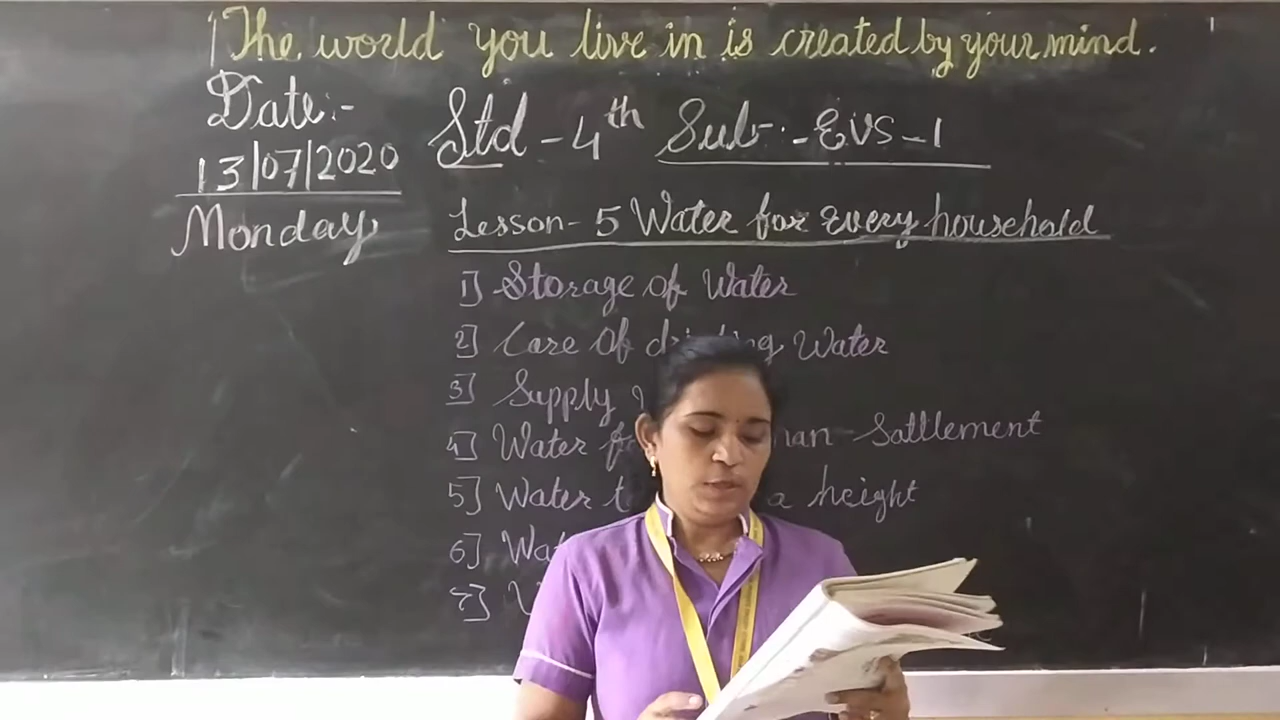 The world you live in is created by your mind.
Date:-
13/07/2020
Monday
Std - 4th Sub:- EVS-1
Lesson- 5 Water for Every household
1] Storage of Water
2] Care Of Water
3] Supply
4] Water Sattlement
5] Water a height
6]
7]